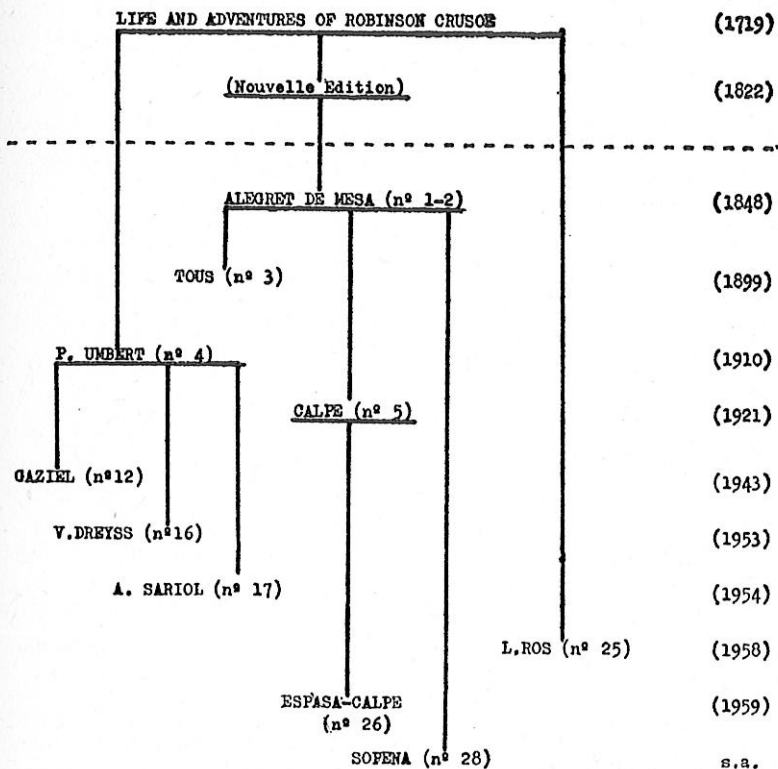 LIFE AND ADVENTURES OF ROBINSON CRUSOE (1719)
(Nouvelle Edition) (1822)
ALEGRET DE MESA (nº 1-2) (1848)
TOUS (nº 3) (1899)
P. UMBERT (nº 4) (1910)
CALPE (nº 5) (1921)
GAZIEL (nº12) (1943)
V.DREYSS (nº16) (1953)
A. SARIOL (nº 17) (1954)
L.ROS (nº 25) (1958)
ESPASA-CALPE (1959)
(nº 26)
SOPENA (nº 28) s.a.